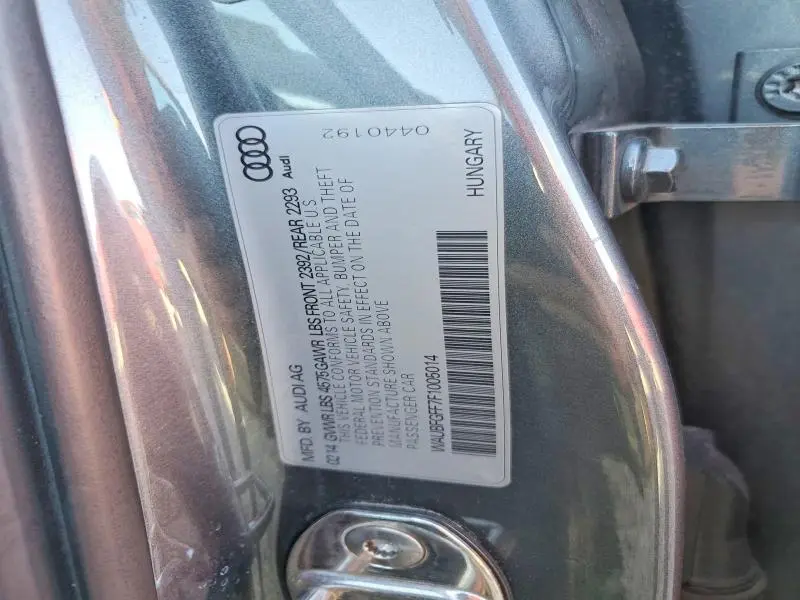 MFD. BY AUDI AG
02 14 GVWR LBS 4575 GAWR LBS FRONT 2392/REAR 2293
THIS VEHICLE CONFORMS TO ALL APPLICABLE U.S
FEDERAL MOTOR VEHICLE SAFETY, BUMPER AND THEFT
PREVENTION STANDARDS IN EFFECT ON THE DATE OF
MANUFACTURE SHOWN ABOVE
PASSENGER CAR
WAUBFGFF7F1005014
Audi
0440192
HUNGARY